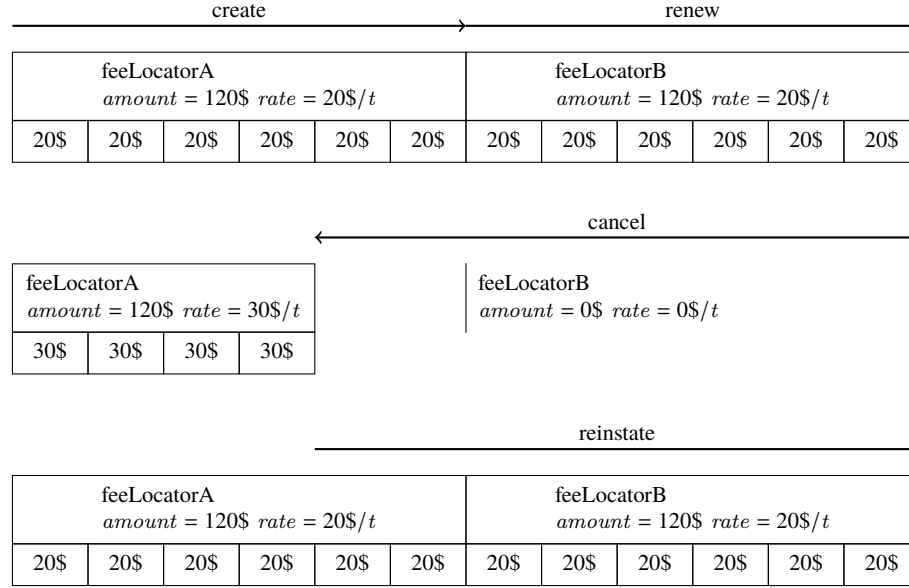 create renew
feeLocatorA feeLocatorB
amount = 120$ rate = 20$/t amount = 120$ rate = 20$/t
20$ 20$ 20$ 20$ 20$ 20$ 20$ 20$ 20$ 20$ 20$ 20$
cancel
feeLocatorA feeLocatorB
amount = 120$ rate = 30$/t amount = 0$ rate = 0$/t
30$ 30$ 30$ 30$
reinstate
feeLocatorA feeLocatorB
amount = 120$ rate = 20$/t amount = 120$ rate = 20$/t
20$ 20$ 20$ 20$ 20$ 20$ 20$ 20$ 20$ 20$ 20$ 20$